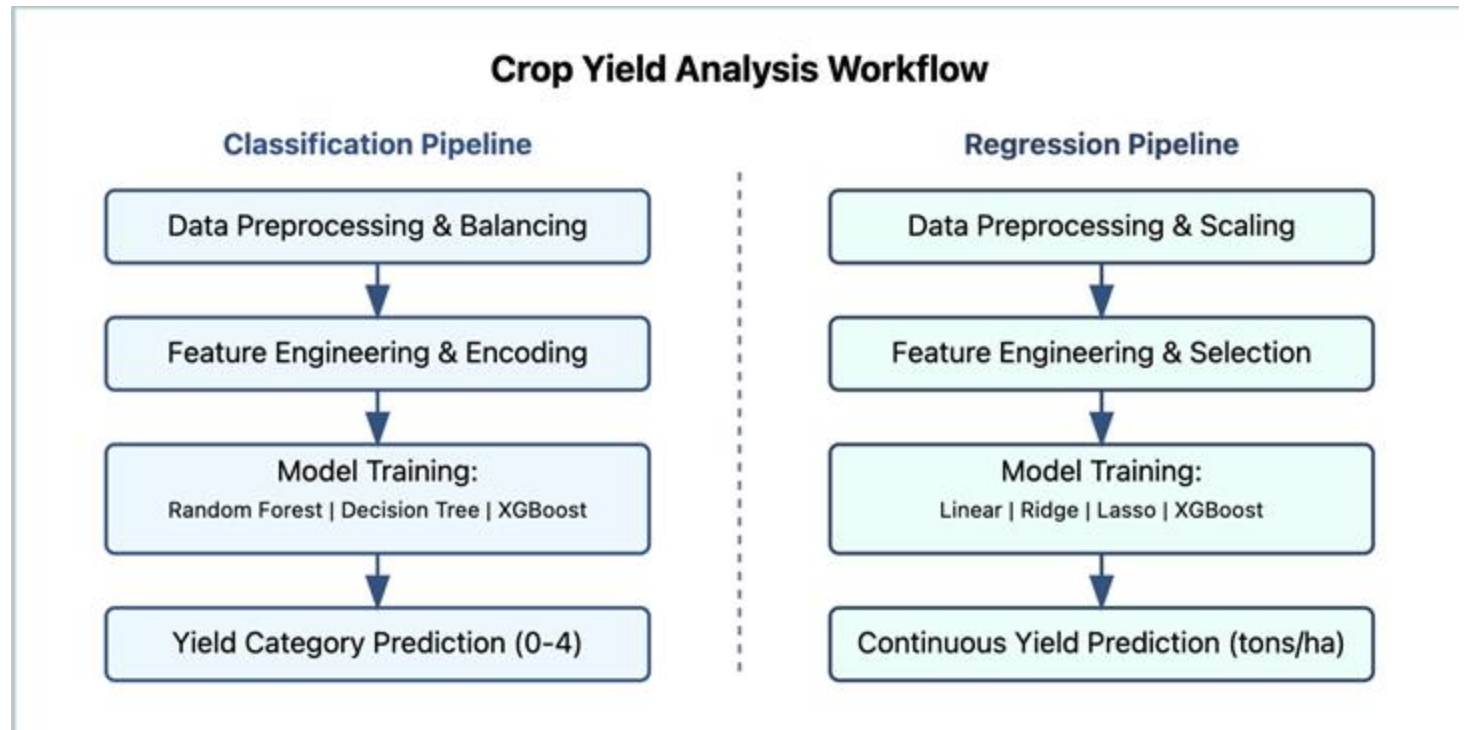 Crop Yield Analysis Workflow
Classification Pipeline
Data Preprocessing & Balancing
Feature Engineering & Encoding
Model Training:
Random Forest | Decision Tree | XGBoost
Yield Category Prediction (0-4)
Regression Pipeline
Data Preprocessing & Scaling
Feature Engineering & Selection
Model Training:
Linear | Ridge | Lasso | XGBoost
Continuous Yield Prediction (tons/ha)